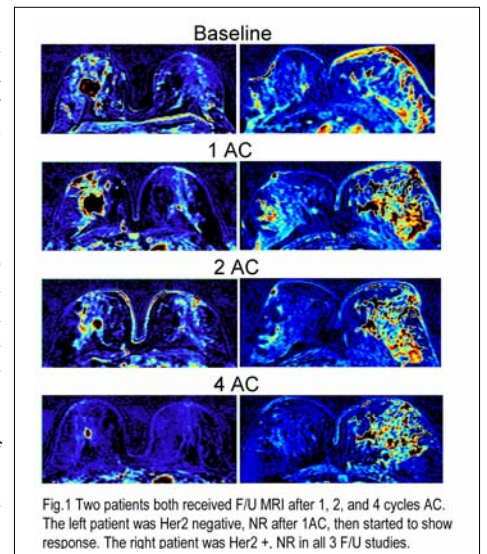 Baseline
1 AC
2 AC
4 AC
Fig.1 Two patients both received F/U MRI after 1, 2, and 4 cycles AC.
The left patient was Her2 negative, NR after 1AC, then started to show
response. The right patient was Her2 +, NR in all 3 F/U studies.